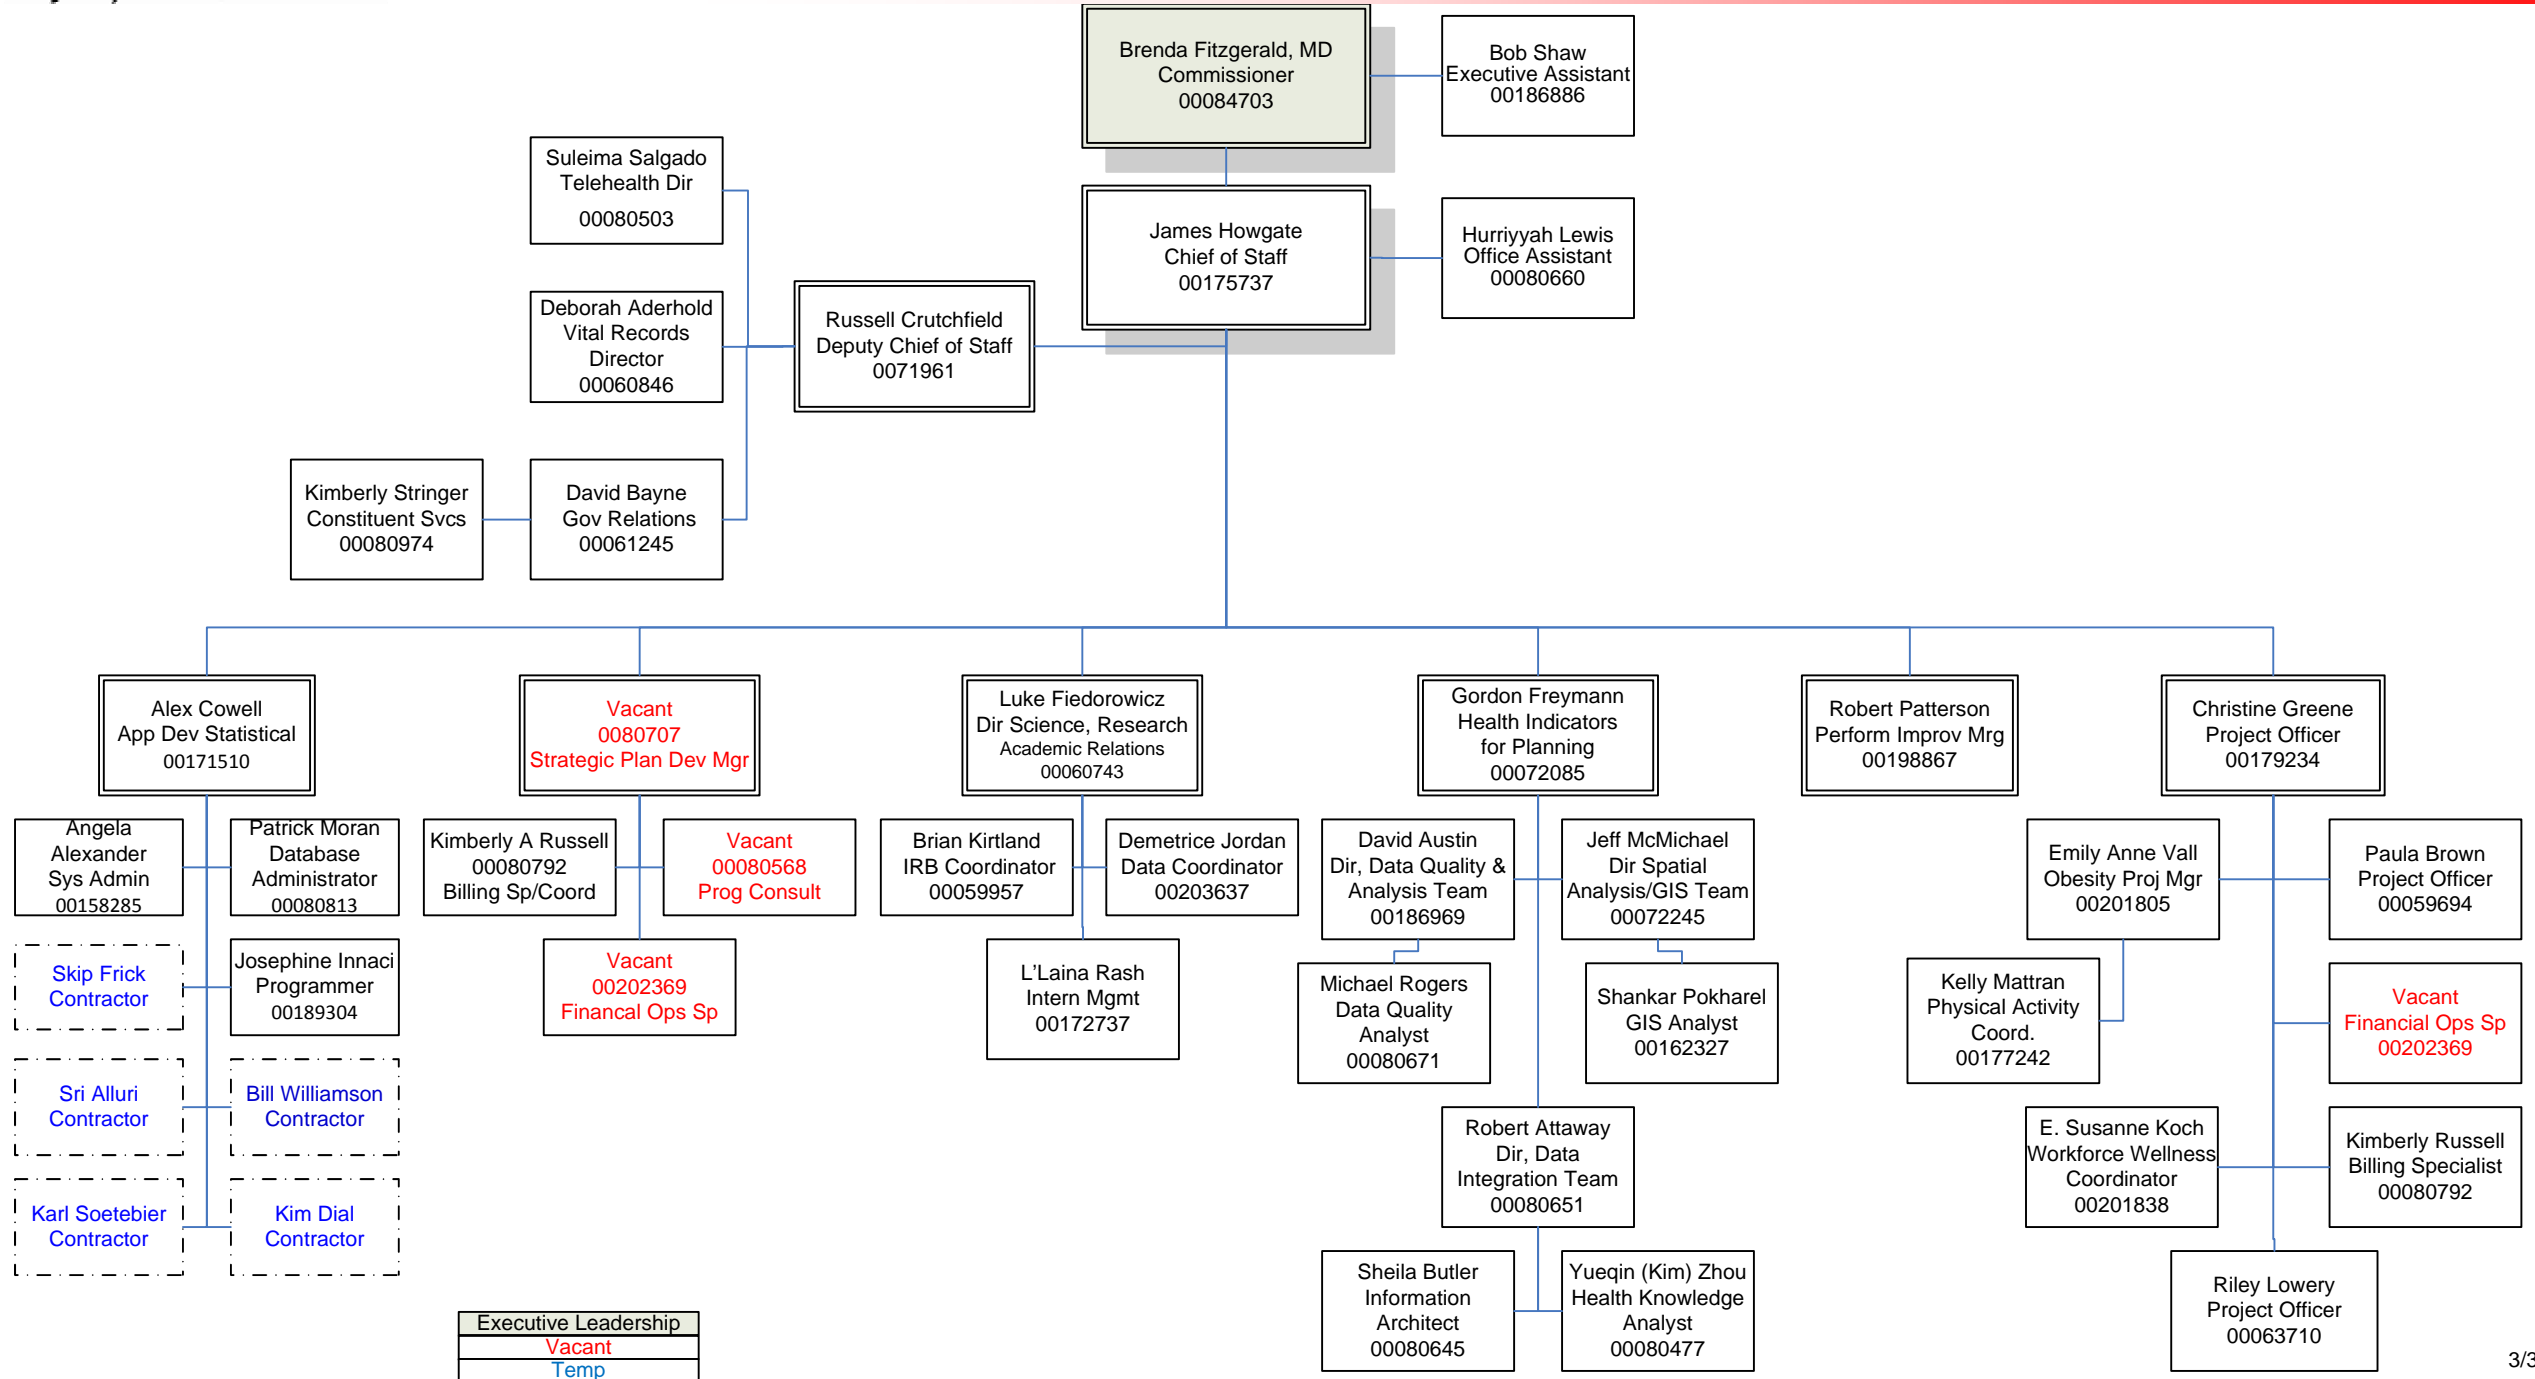 Brenda Fitzgerald, MD
Commissioner
00084703
Bob Shaw
Executive Assistant
00186886
Suleima Salgado
Telehealth Dir
00080503
James Howgate
Chief of Staff
00175737
Hurriyyah Lewis
Office Assistant
00080660
Deborah Aderhold
Vital Records
Director
00060846
Russell Crutchfield
Deputy Chief of Staff
0071961
Kimberly Stringer
Constituent Svcs
00080974
David Bayne
Gov Relations
00061245
Alex Cowell
App Dev Statistical
00171510
Vacant
0080707
Strategic Plan Dev Mgr
Luke Fiedorowicz
Dir Science, Research
Academic Relations
00060743
Gordon Freymann
Health Indicators
for Planning
00072085
Robert Patterson
Perform Improv Mrg
00198867
Christine Greene
Project Officer
00179234
Angela
Alexander
Sys Admin
00158285
Patrick Moran
Database
Administrator
00080813
Kimberly A Russell
00080792
Billing Sp/Coord
Vacant
00080568
Prog Consult
Brian Kirtland
IRB Coordinator
00059957
Demetrice Jordan
Data Coordinator
00203637
David Austin
Dir, Data Quality &
Analysis Team
00186969
Jeff McMichael
Dir Spatial
Analysis/GIS Team
00072245
Emily Anne Vall
Obesity Proj Mgr
00201805
Paula Brown
Project Officer
00059694
Skip Frick
Contractor
Josephine Innaci
Programmer
00189304
Vacant
00202369
Financal Ops Sp
L'Laina Rash
Intern Mgmt
00172737
Michael Rogers
Data Quality
Analyst
00080671
Shankar Pokharel
GIS Analyst
00162327
Kelly Mattran
Physical Activity
Coord.
00177242
Vacant
Financial Ops Sp
00202369
Sri Alluri
Contractor
Bill Williamson
Contractor
Robert Attaway
Dir, Data
Integration Team
00080651
E. Susanne Koch
Workforce Wellness
Coordinator
00201838
Kimberly Russell
Billing Specialist
00080792
Karl Soetebier
Contractor
Kim Dial
Contractor
Sheila Butler
Information
Architect
00080645
Yueqin (Kim) Zhou
Health Knowledge
Analyst
00080477
Riley Lowery
Project Officer
00063710
Executive Leadership
Vacant
Temp
3/3